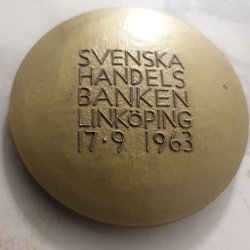 SVENSKA
HANDELS
BANKEN
LINKÖPING
17·9 1963